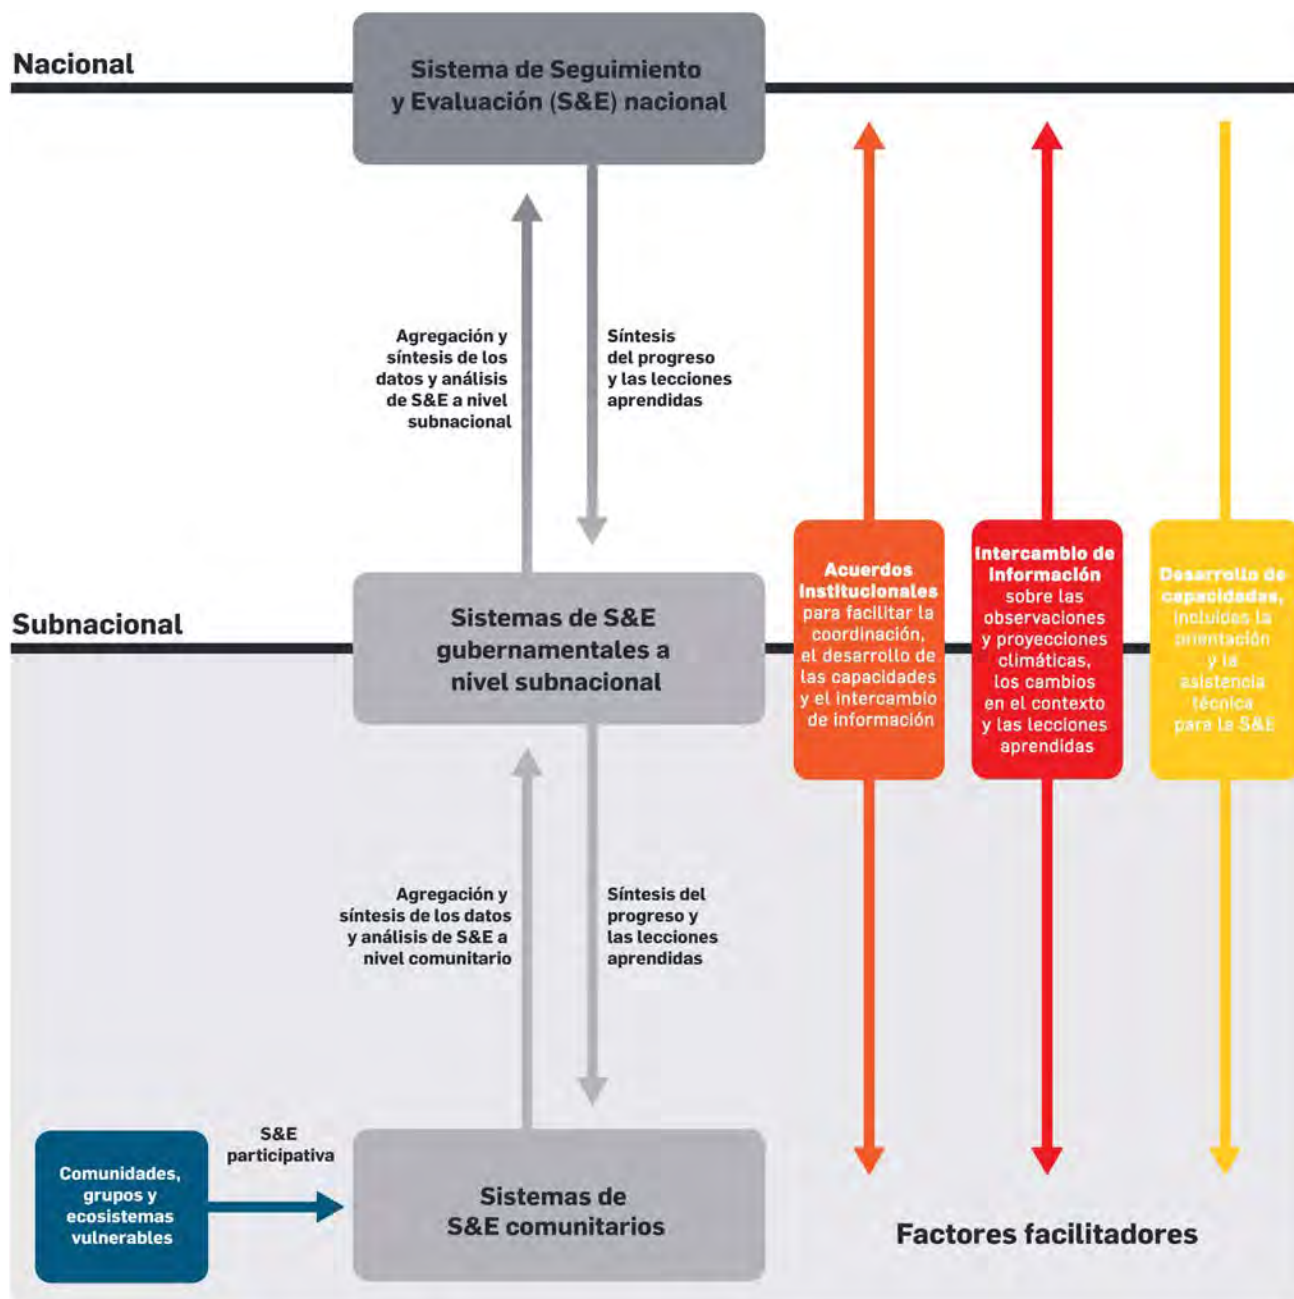 Nacional
Sistema de Seguimiento
y Evaluación (S&E) nacional
Agregación y
síntesis de los
datos y análisis
de S&E a nivel
subnacional
Síntesis
del progreso
y las lecciones
aprendidas
Subnacional
Sistemas de S&E
gubernamentales a
nivel subnacional
Acuerdos
institucionales
para facilitar la
coordinación,
el desarrollo de
las capacidades
y el intercambio
de información
Intercambio de
información
sobre las
observaciones
y proyecciones
climáticas,
los cambios
en el contexto
y las lecciones
aprendidas
Desarrollo de
capacidadas,
incluidas la
orientación
y la
asistencia
técnica
para la S&E
Agregación y
síntesis de los datos
y análisis de S&E a
nivel comunitario
Síntesis del
progreso y
las lecciones
aprendidas
Comunidades,
grupos y
ecosistemas
vulnerables
S&E
participativa
Sistemas de
S&E comunitarios
Factores facilitadores